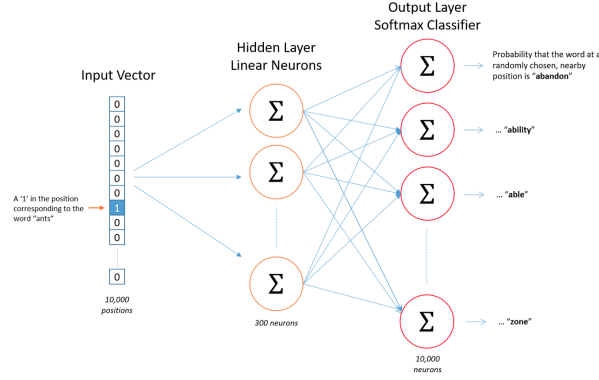 Output Layer
Softmax Classifier
Hidden Layer
Linear Neurons
Input Vector
Probability that the word at a
randomly chosen, nearby
position is "abandon"
0
0
0
0
0
0
0
1
0
0
0
A '1' in the position
corresponding to the
word "ants"
10,000
positions
Σ
Σ
Σ
300 neurons
Σ
Σ
Σ
Σ
10,000
neurons
... "ability"
... "able"
... "zone"